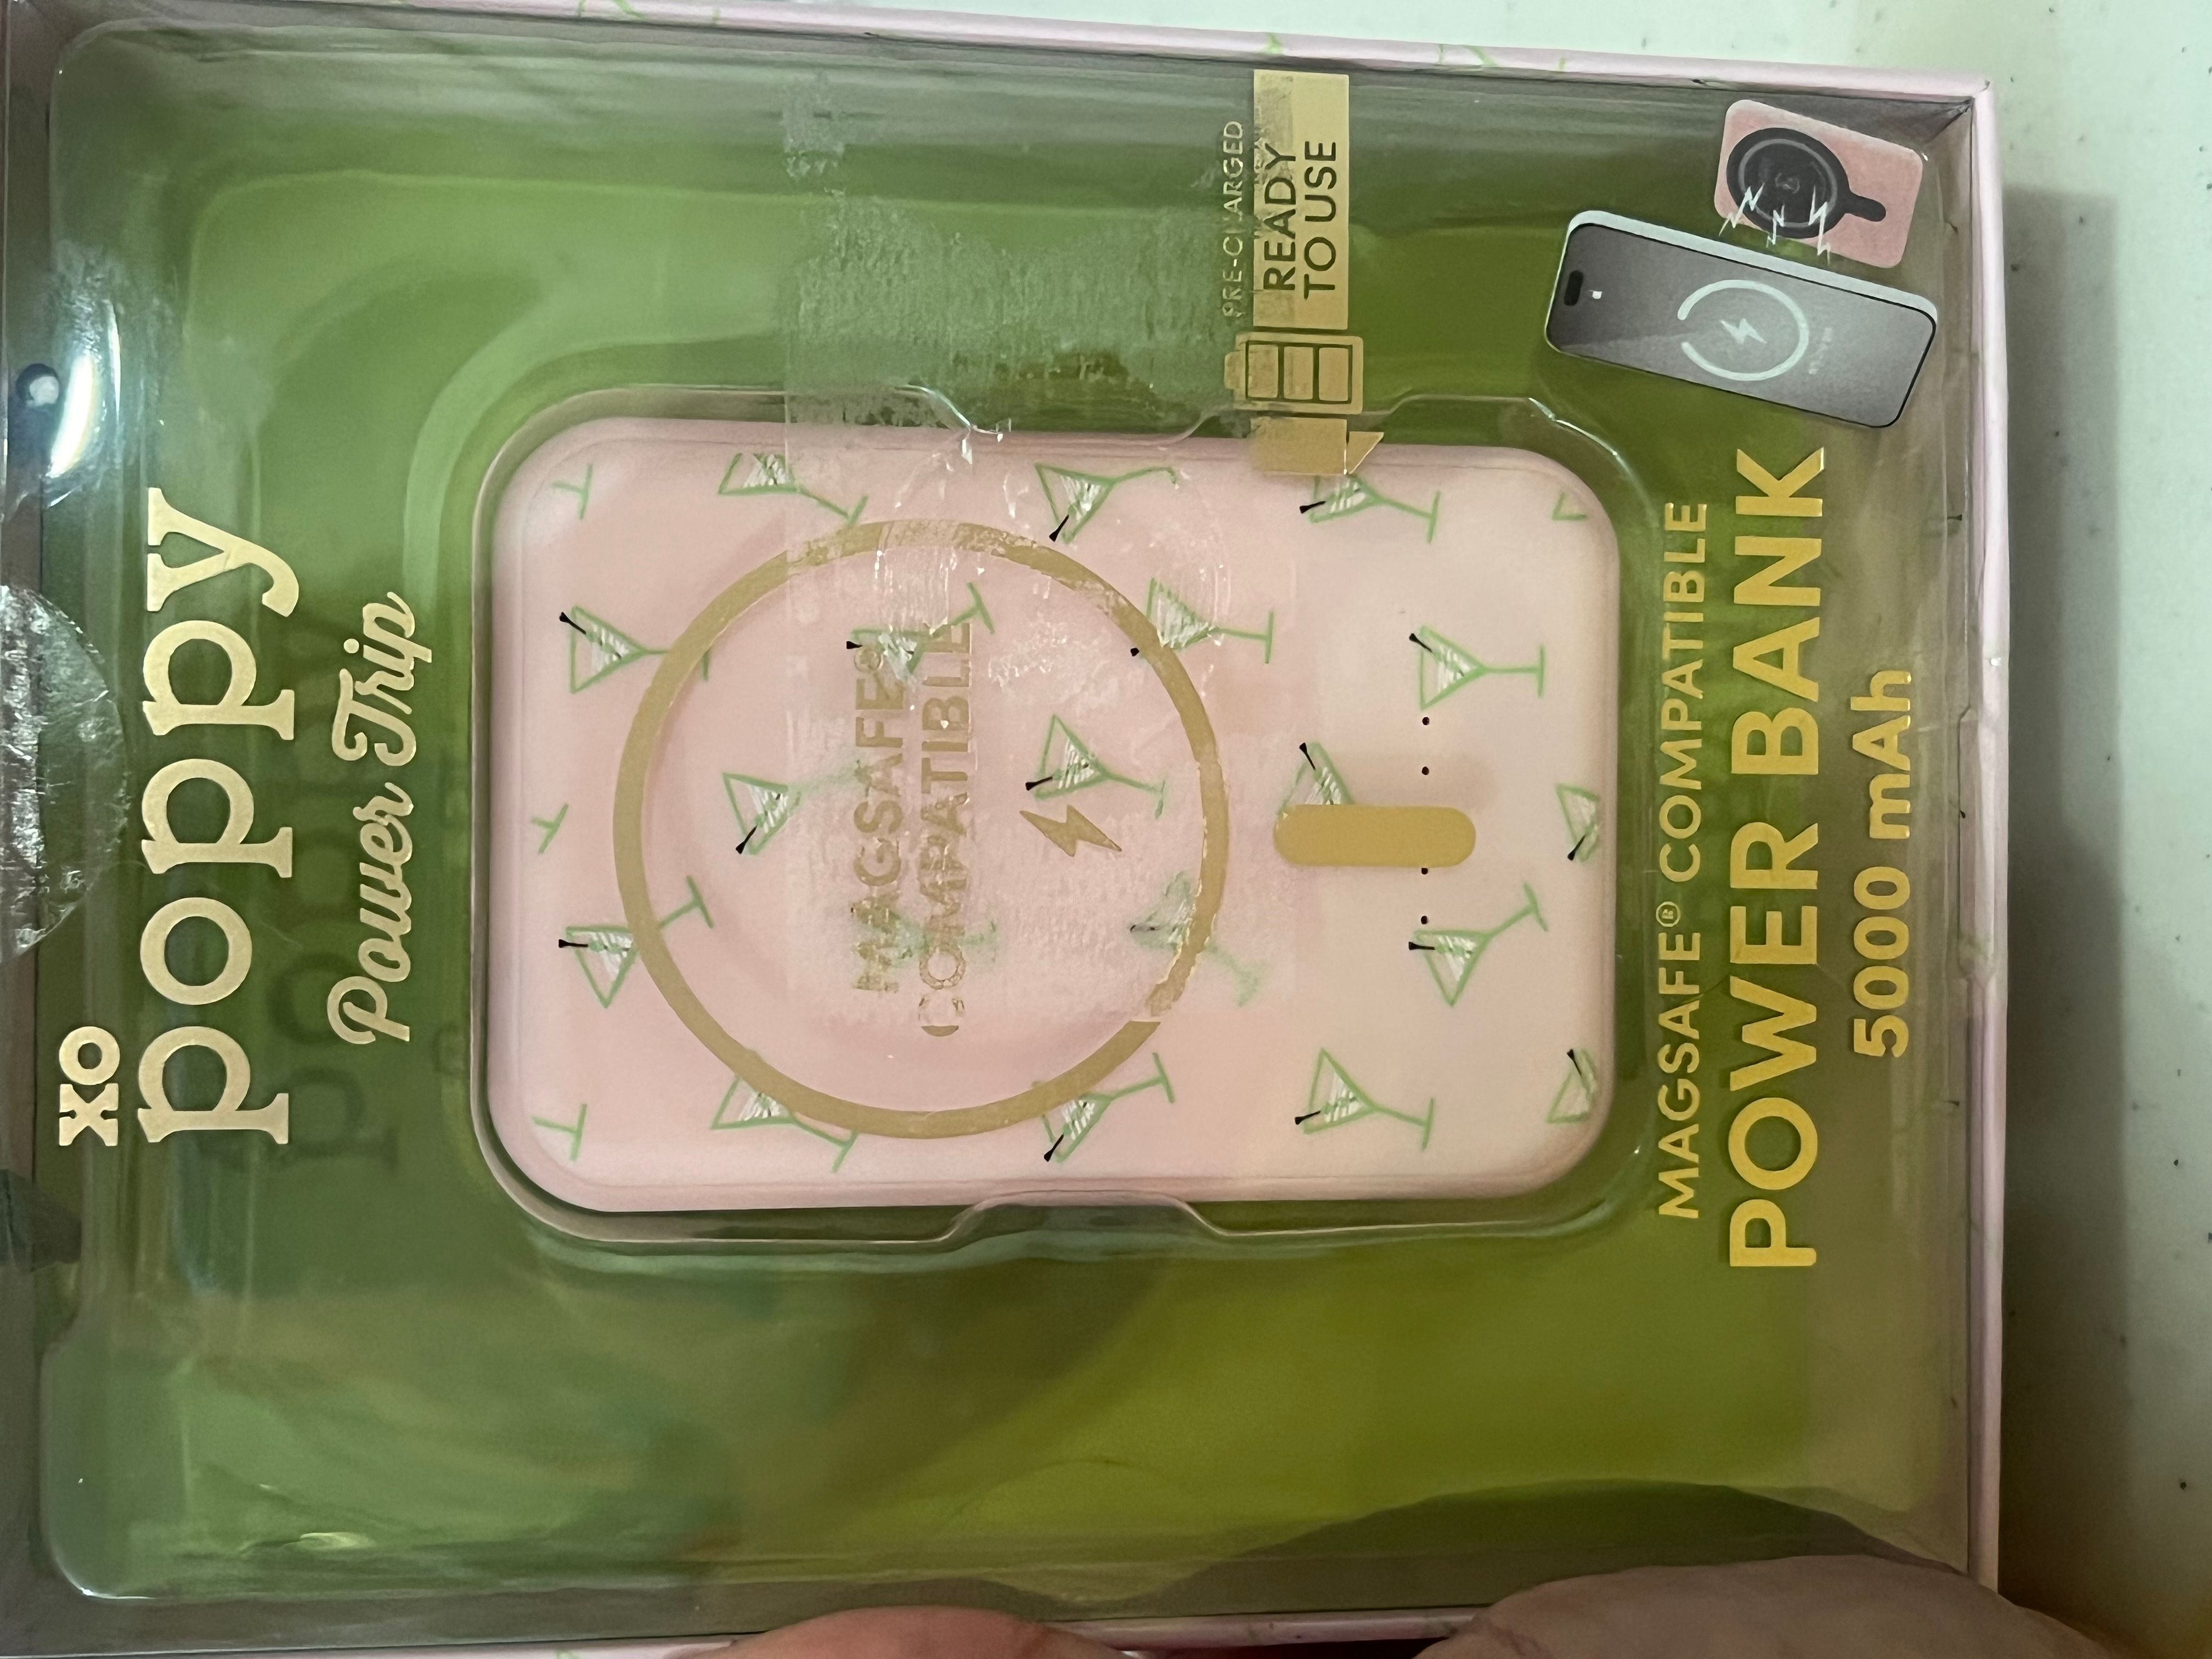 xo
poppy
Power Trip
MAGSAFE®
COMPATIBLE
PRE-CHARGED
READY
TO USE
MAGSAFE® COMPATIBLE
POWER BANK
5000 mAh